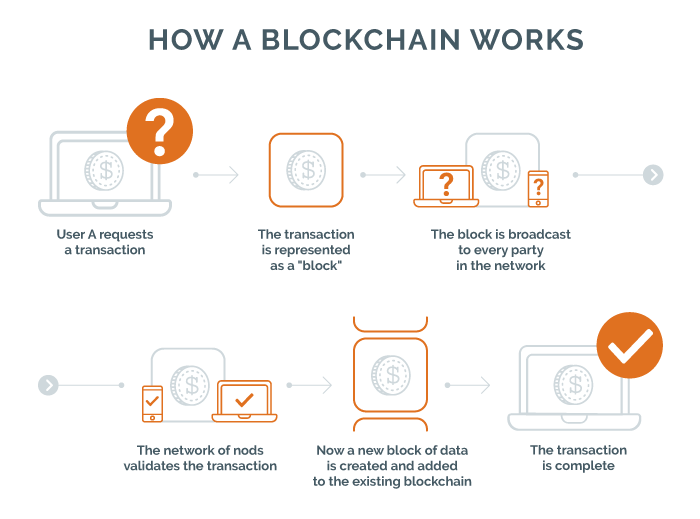 HOW A BLOCKCHAIN WORKS
?
$
$
?
$
?
User A requests
a transaction
The transaction
is represented
as a "block"
The block is broadcast
to every party
in the network
$
$
$
The network of nods
validates the transaction
Now a new block of data
is created and added
to the existing blockchain
The transaction
is complete